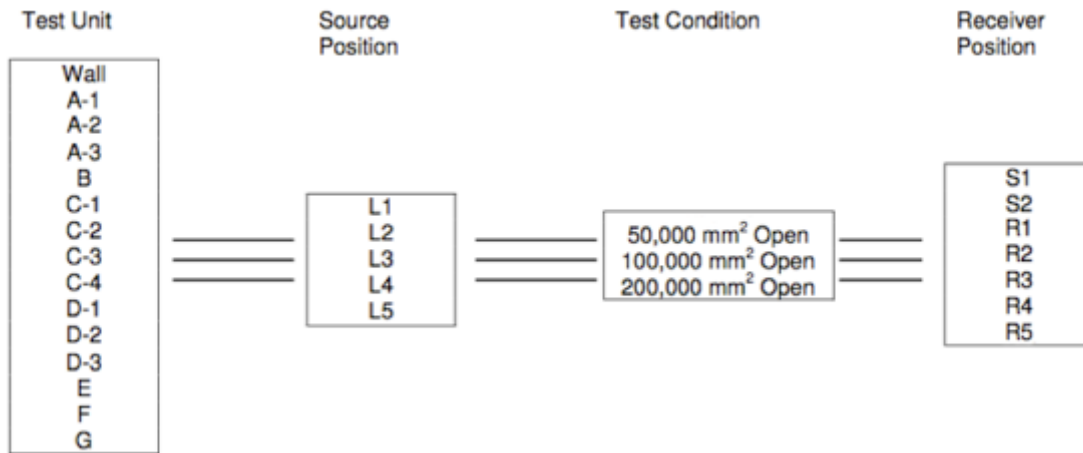 Test Unit
Source
Position
Test Condition
Receiver
Position
Wall
A-1
A-2
A-3
B
C-1
C-2
C-3
C-4
D-1
D-2
D-3
E
F
G
L1
L2
L3
L4
L5
50,000 mm² Open
100,000 mm² Open
200,000 mm² Open
S1
S2
R1
R2
R3
R4
R5